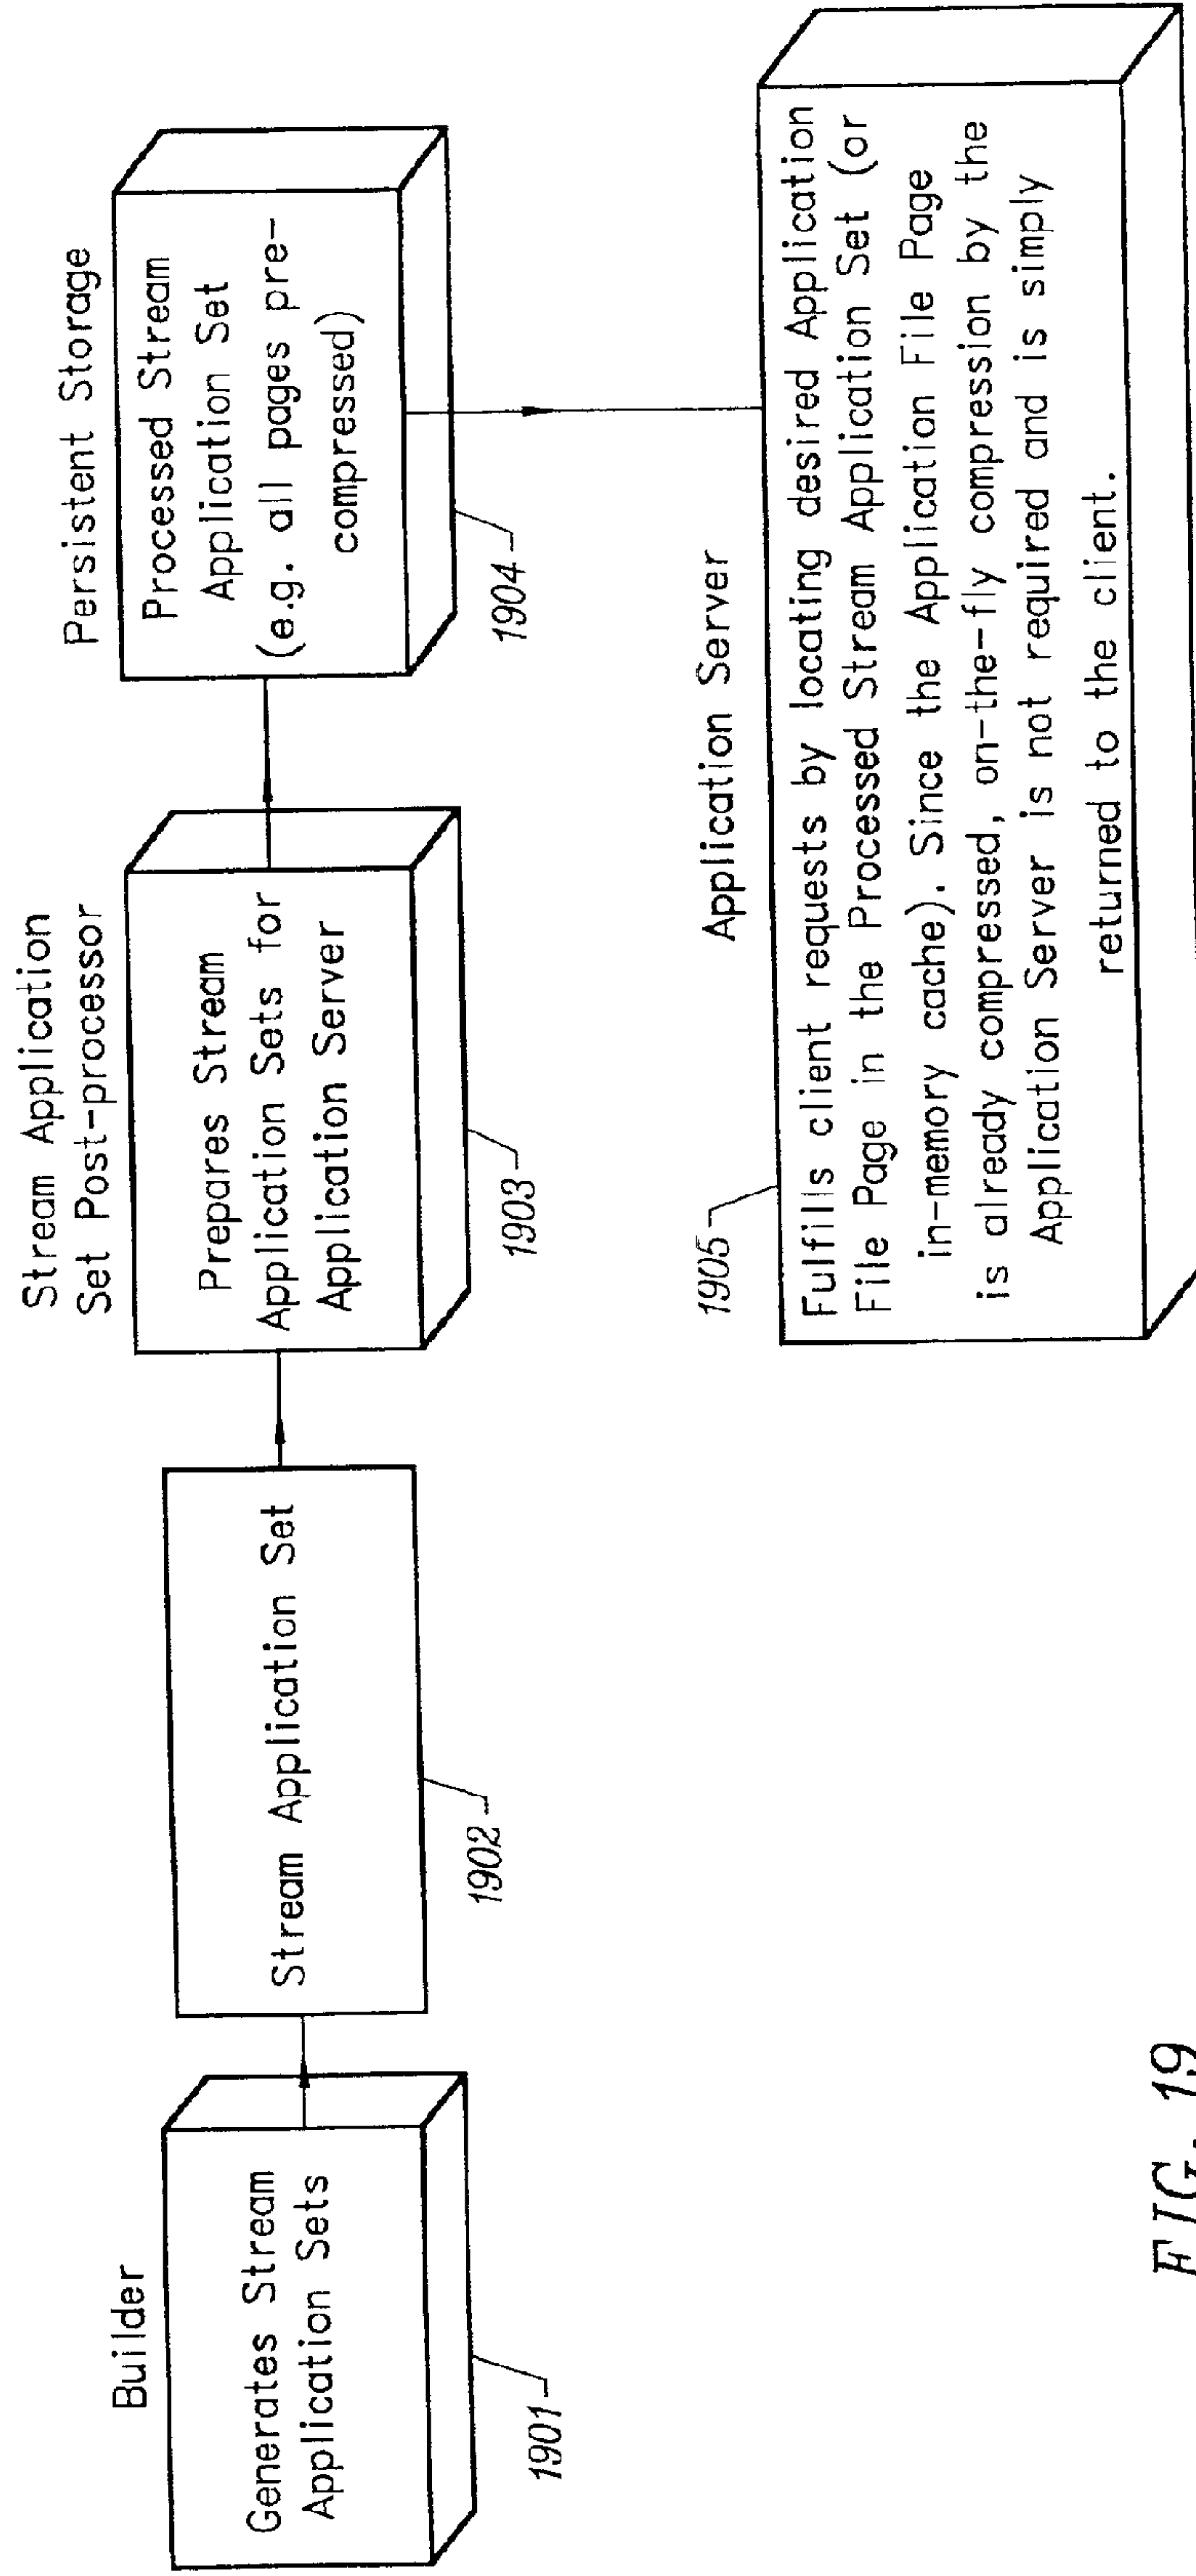 Builder
Generates Stream
Application Sets
1901
Stream Application Set
1902
Stream Application
Set Post-processor
Prepares Stream
Application Sets for
Application Server
1903
Persistent Storage
Processed Stream
Application Set
(e.g. all pages pre-
compressed)
1904
Application Server
1905
Fulfills client requests by locating desired Application
File Page in the Processed Stream Application Set (or
in-memory cache). Since the Application File Page
is already compressed, on-the-fly compression by the
Application Server is not required and is simply
returned to the client.
FIG. 19